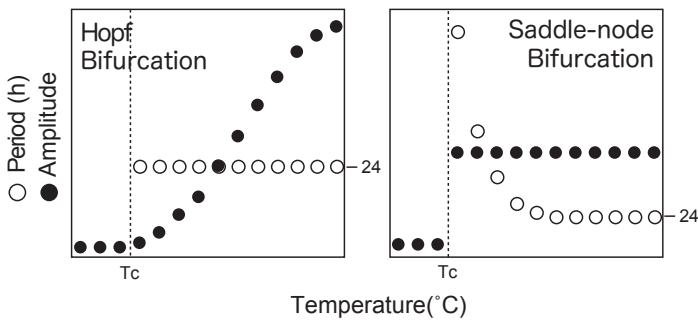 Hopf
Bifurcation
Saddle-node
Bifurcation
Period (h)
Amplitude
24
24
Tc
Tc
Temperature(°C)